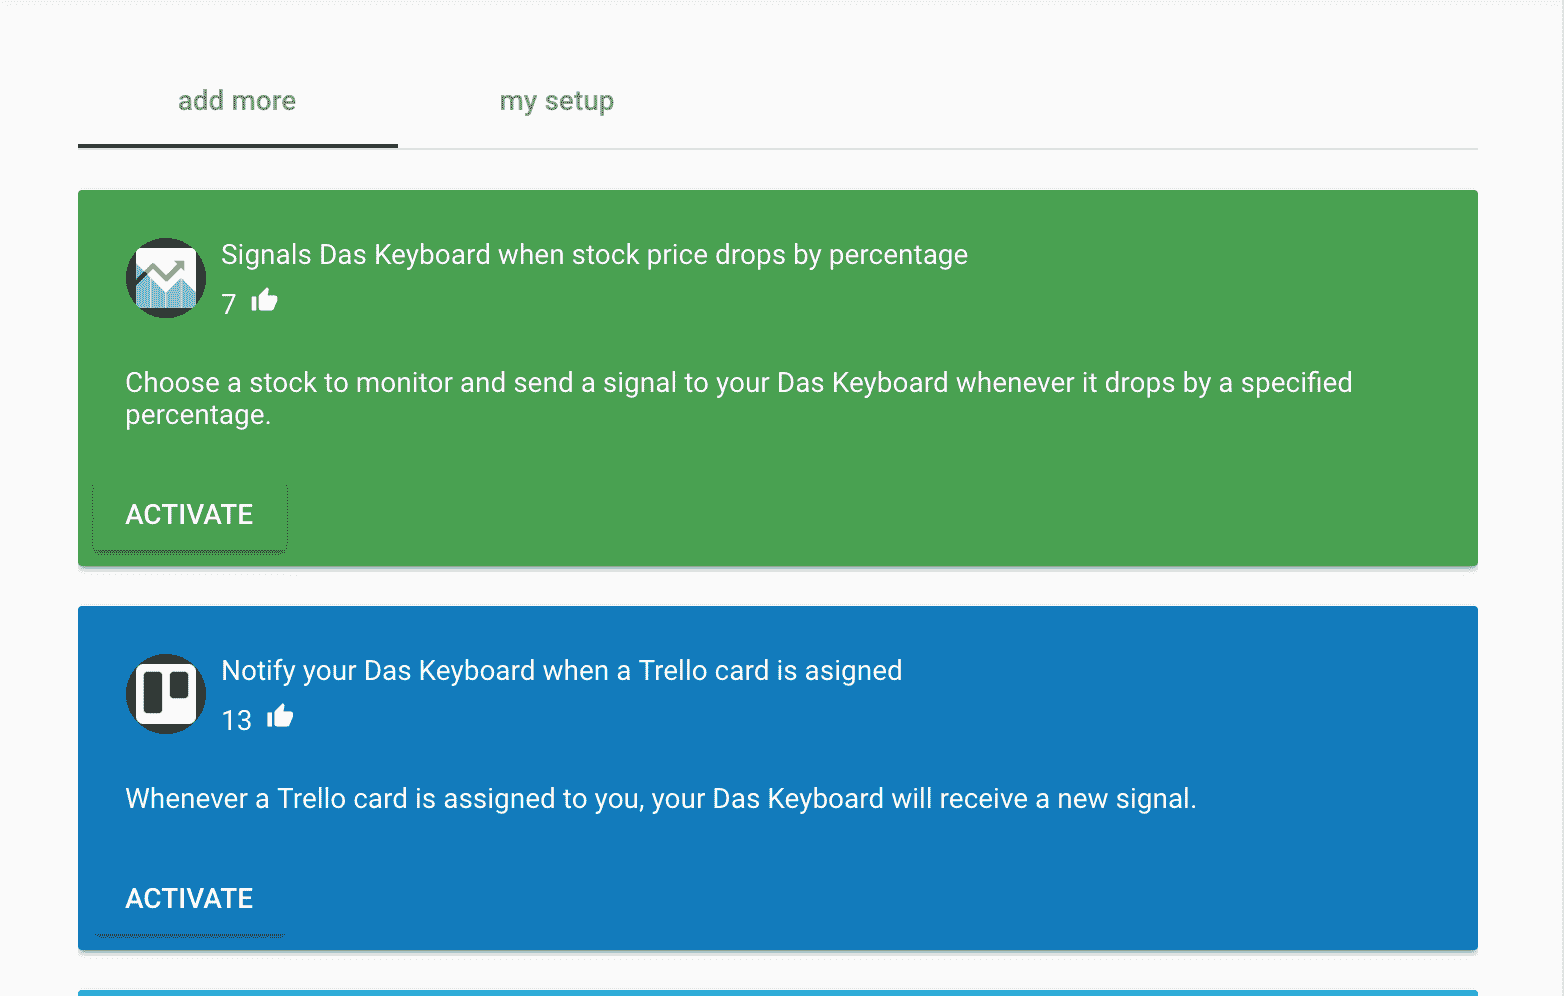 add more
my setup
Signals Das Keyboard when stock price drops by percentage
7
Choose a stock to monitor and send a signal to your Das Keyboard whenever it drops by a specified
percentage.
ACTIVATE
Notify your Das Keyboard when a Trello card is asigned
13
Whenever a Trello card is assigned to you, your Das Keyboard will receive a new signal.
ACTIVATE